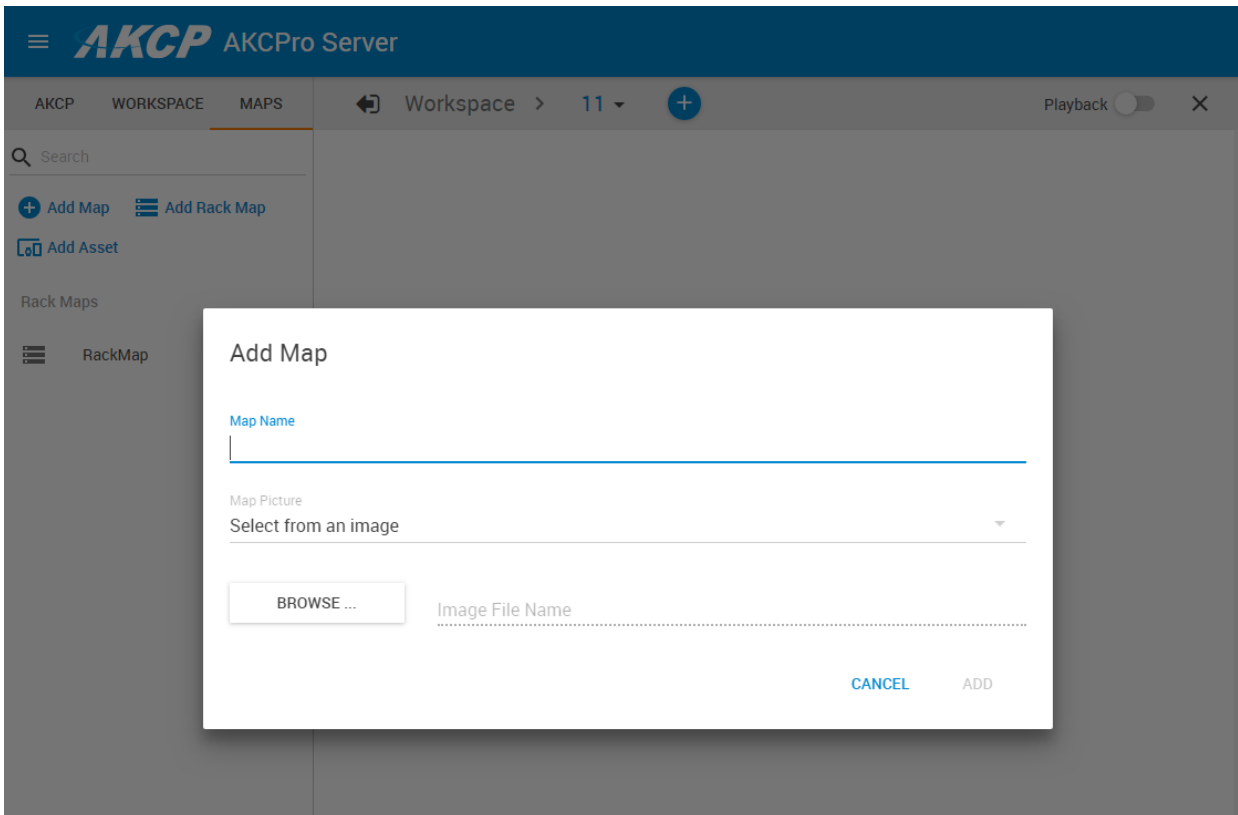 AKCP AKCPro Server
AKCP WORKSPACE MAPS Workspace > 11 Playback
Search
Add Map Add Rack Map
Add Asset
Rack Maps
RackMap
Add Map
Map Name
Map Picture
Select from an image
BROWSE ... Image File Name
CANCEL ADD